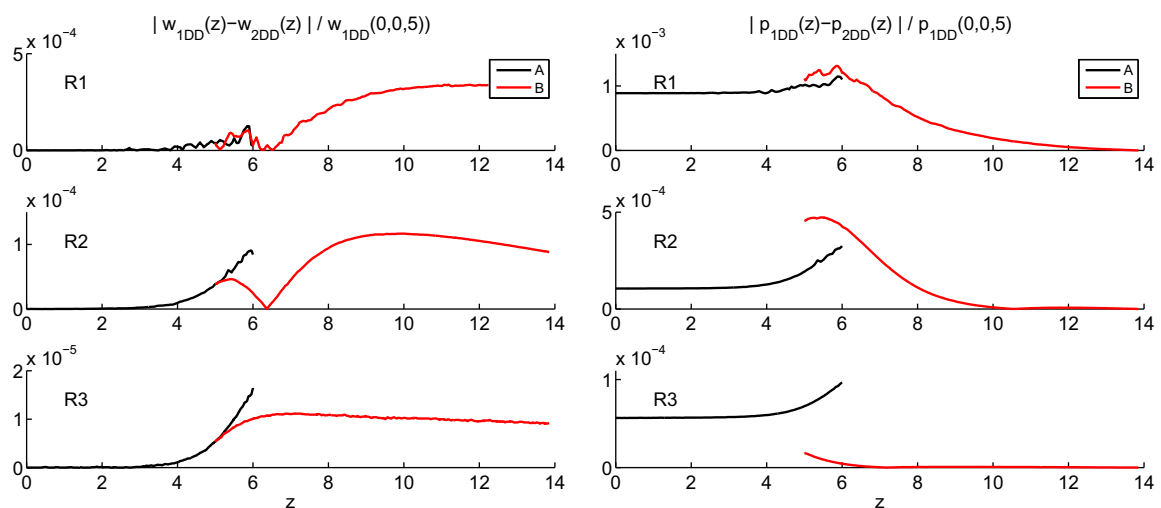 | w1DD(z)−w2DD(z) | / w1DD(0,0,5))
x 10-4
5
0
R1
A
B
0 2 4 6 8 10 12 14
x 10-4
1
0
R2
0 2 4 6 8 10 12 14
x 10-5
2
1
0
R3
0 2 4 6 8 10 12 14
z
| p1DD(z)−p2DD(z) | / p1DD(0,0,5)
x 10-3
1
0
R1
A
B
0 2 4 6 8 10 12 14
x 10-4
5
0
R2
0 2 4 6 8 10 12 14
x 10-4
1
0
R3
0 2 4 6 8 10 12 14
z